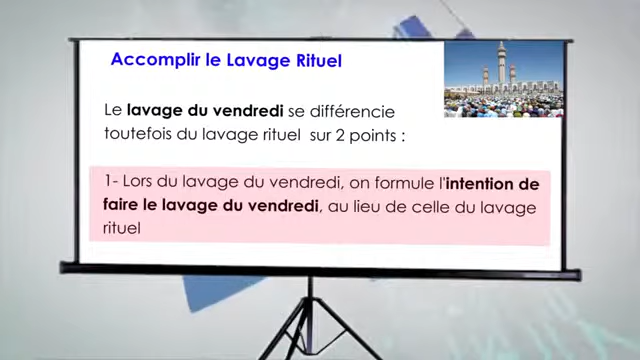 Accomplir le Lavage Rituel
Le lavage du vendredi se différencie
toutefois du lavage rituel sur 2 points :
1- Lors du lavage du vendredi, on formule l'intention de
faire le lavage du vendredi, au lieu de celle du lavage
rituel